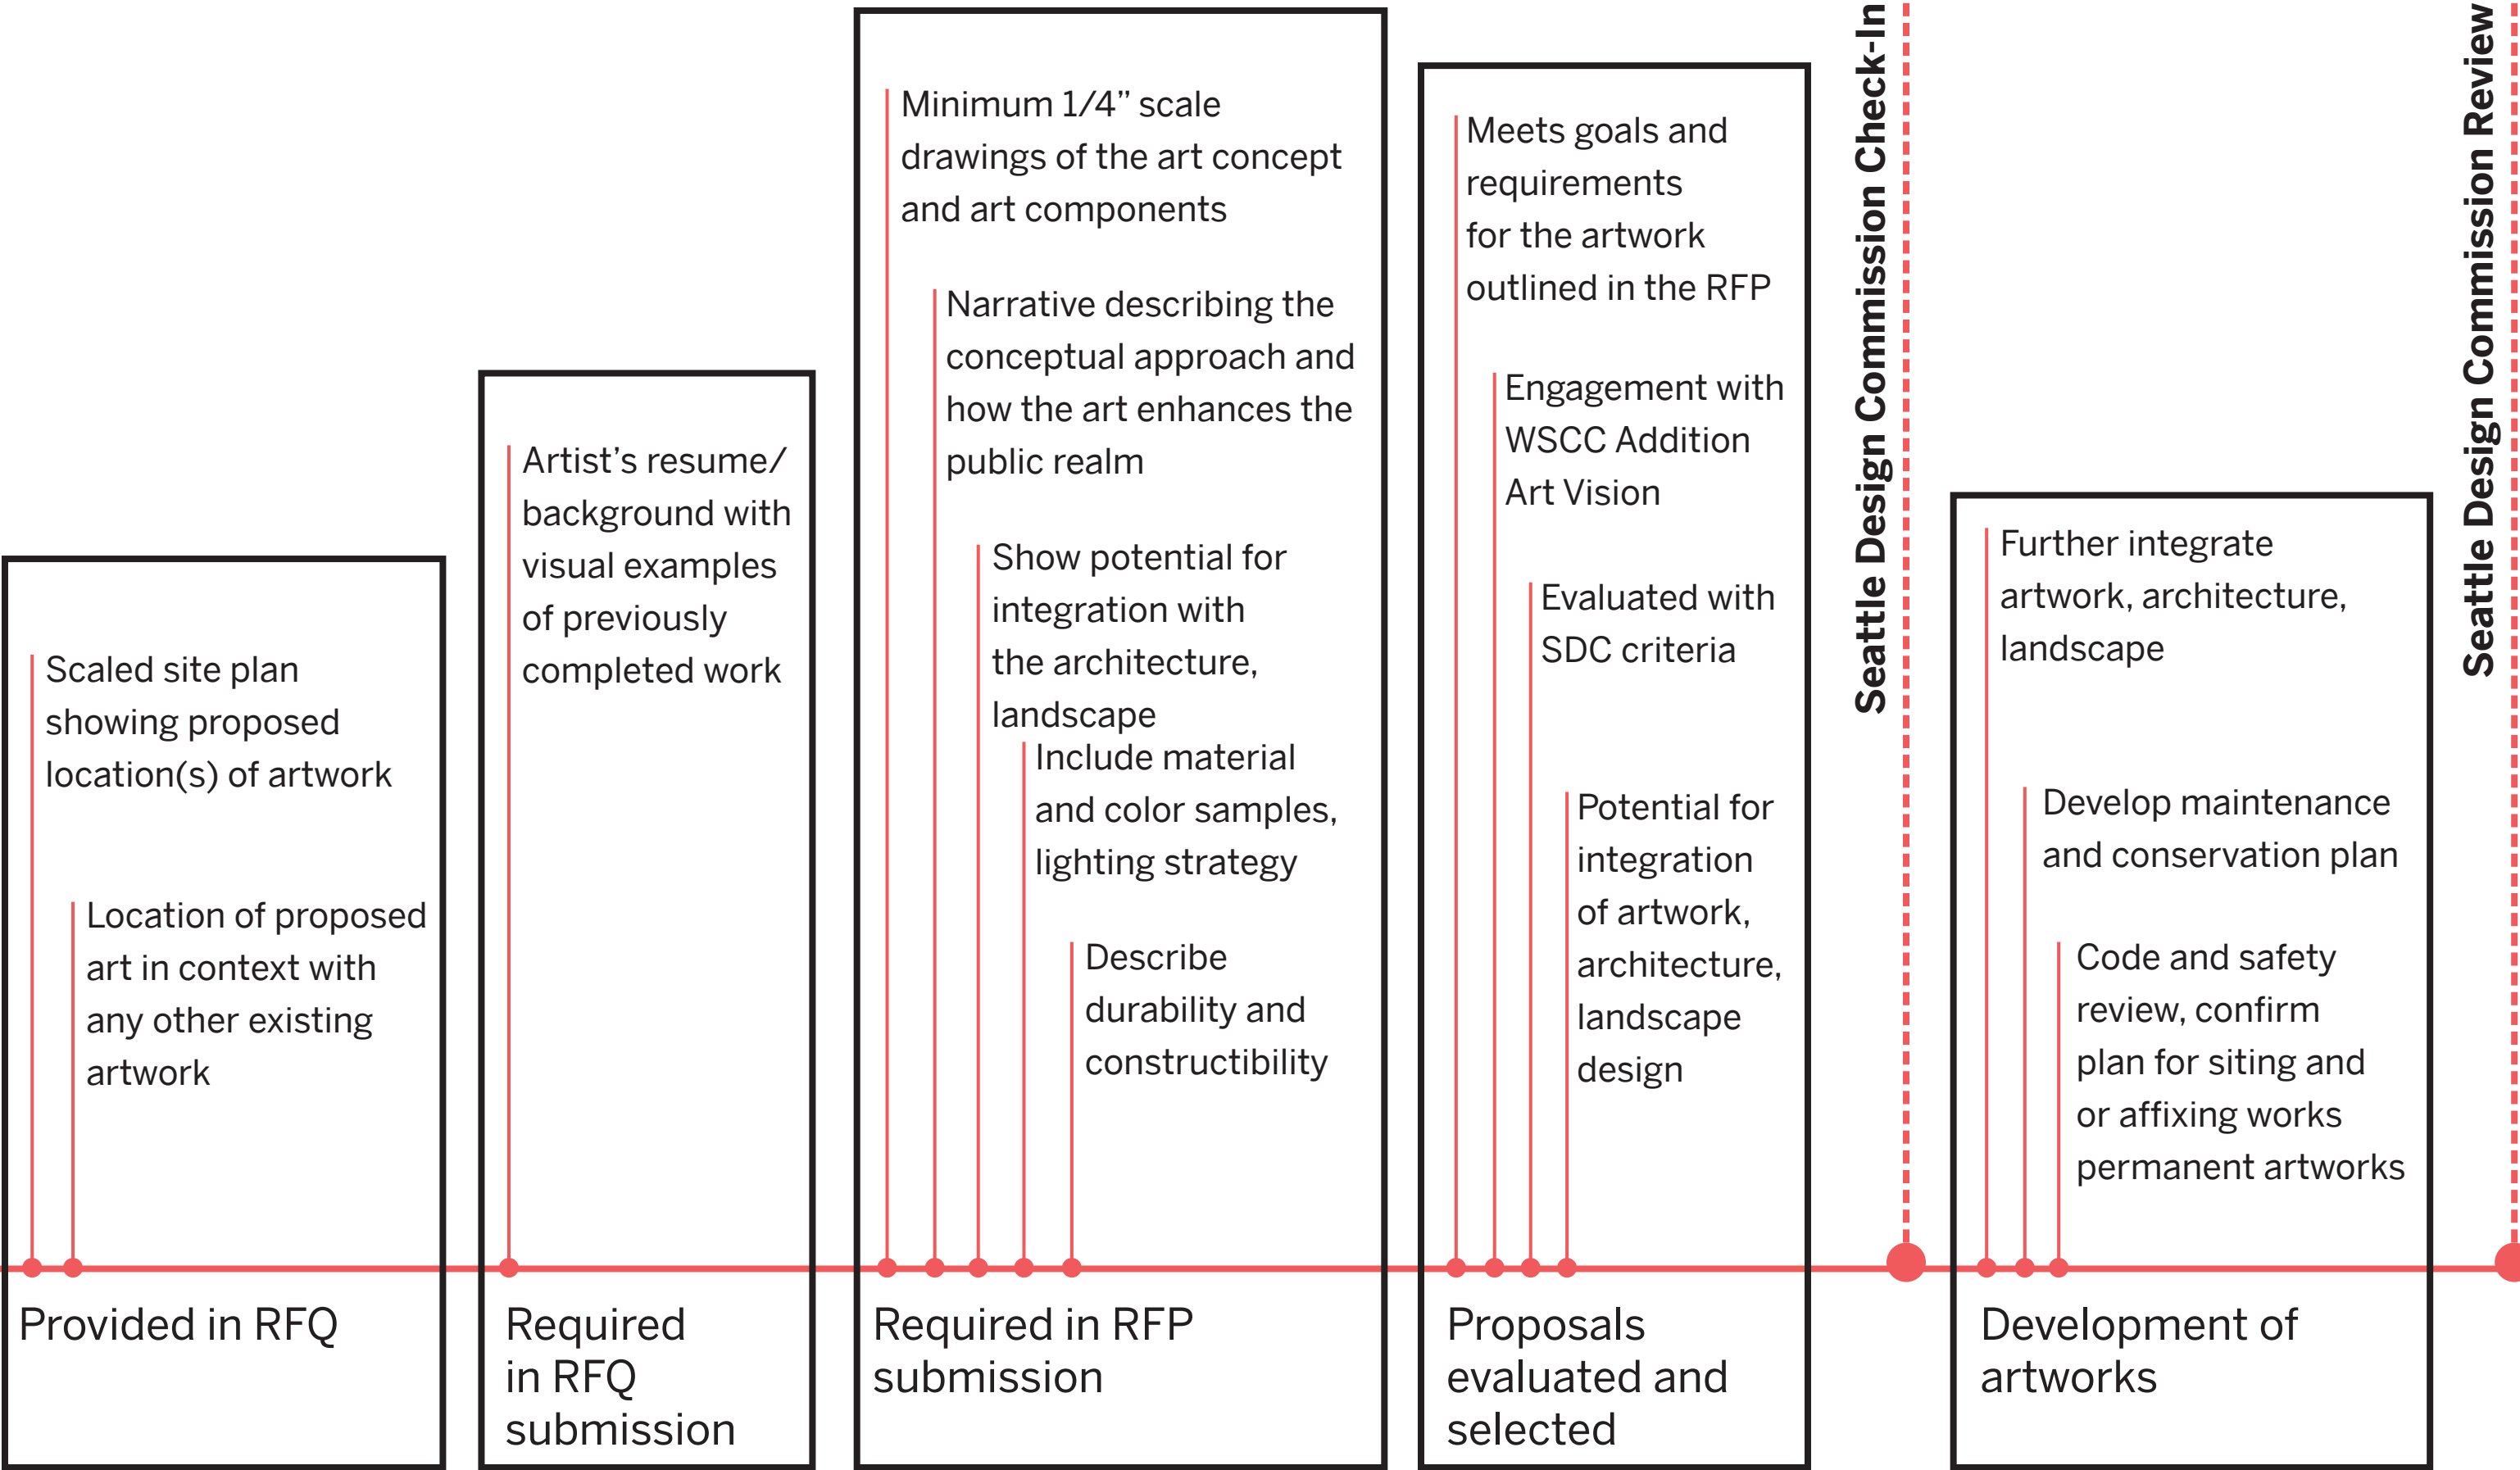 Scaled site plan
showing proposed
location(s) of artwork
Location of proposed
art in context with
any other existing
artwork
Provided in RFQ
Artist’s resume/
background with
visual examples
of previously
completed work
Required
in RFQ
submission
Minimum 1/4” scale
drawings of the art concept
and art components
Narrative describing the
conceptual approach and
how the art enhances the
public realm
Show potential for
integration with
the architecture,
landscape
Include material
and color samples,
lighting strategy
Describe
durability and
constructibility
Required in RFP
submission
Meets goals and
requirements
for the artwork
outlined in the RFP
Engagement with
WSCC Addition
Art Vision
Evaluated with
SDC criteria
Potential for
integration
of artwork,
architecture,
landscape
design
Proposals
evaluated and
selected
Seattle Design Commission Check-In
Further integrate
artwork, architecture,
landscape
Develop maintenance
and conservation plan
Code and safety
review, confirm
plan for siting and
or affixing works
permanent artworks
Development of
artworks
Seattle Design Commission Review